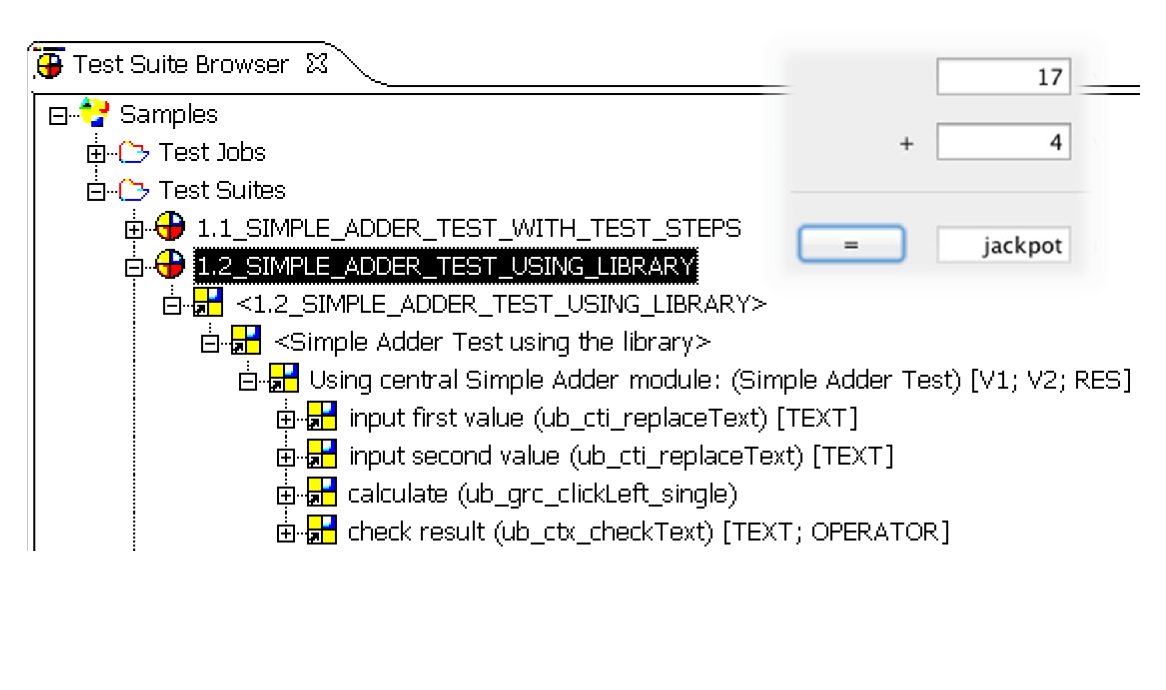 Test Suite Browser
Samples
Test Jobs
Test Suites
1.1_SIMPLE_ADDER_TEST_WITH_TEST_STEPS
1.2_SIMPLE_ADDER_TEST_USING_LIBRARY
<1.2_SIMPLE_ADDER_TEST_USING_LIBRARY>
<Simple Adder Test using the library>
Using central Simple Adder module: (Simple Adder Test) [V1; V2; RES]
input first value (ub_cti_replaceText) [TEXT]
input second value (ub_cti_replaceText) [TEXT]
calculate (ub_grc_clickLeft_single)
check result (ub_ctx_checkText) [TEXT; OPERATOR]
17
+ 4
= jackpot